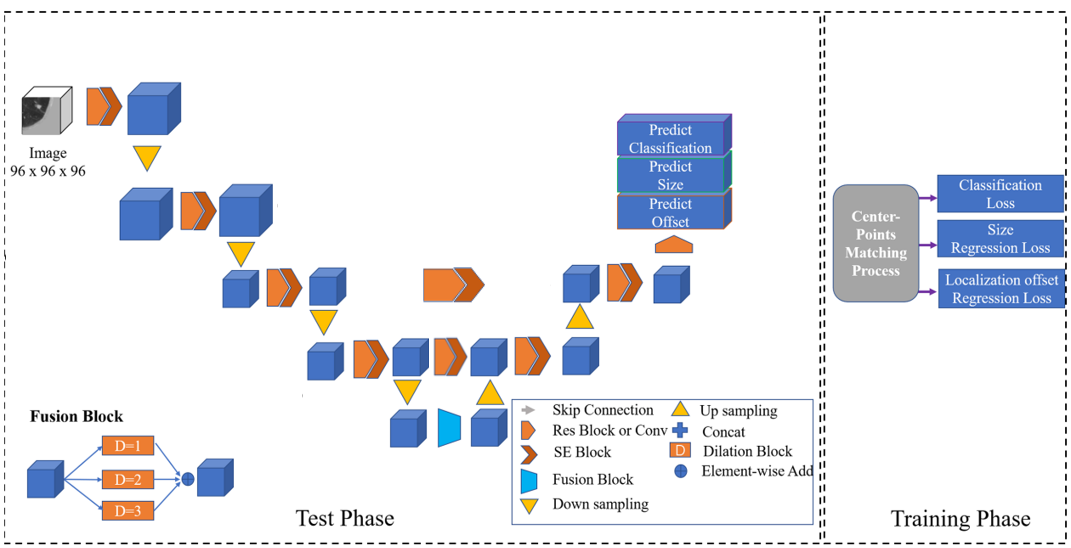 Image
96 x 96 x 96
Predict
Classification
Predict
Size
Predict
Offset
Fusion Block
D=1
D=2
D=3
Skip Connection
Res Block or Conv
SE Block
Fusion Block
Down sampling
Up sampling
Concat
D
Dilation Block
Element-wise Add
Test Phase
Center-
Points
Matching
Process
Classification
Loss
Size
Regression Loss
Localization offset
Regression Loss
Training Phase